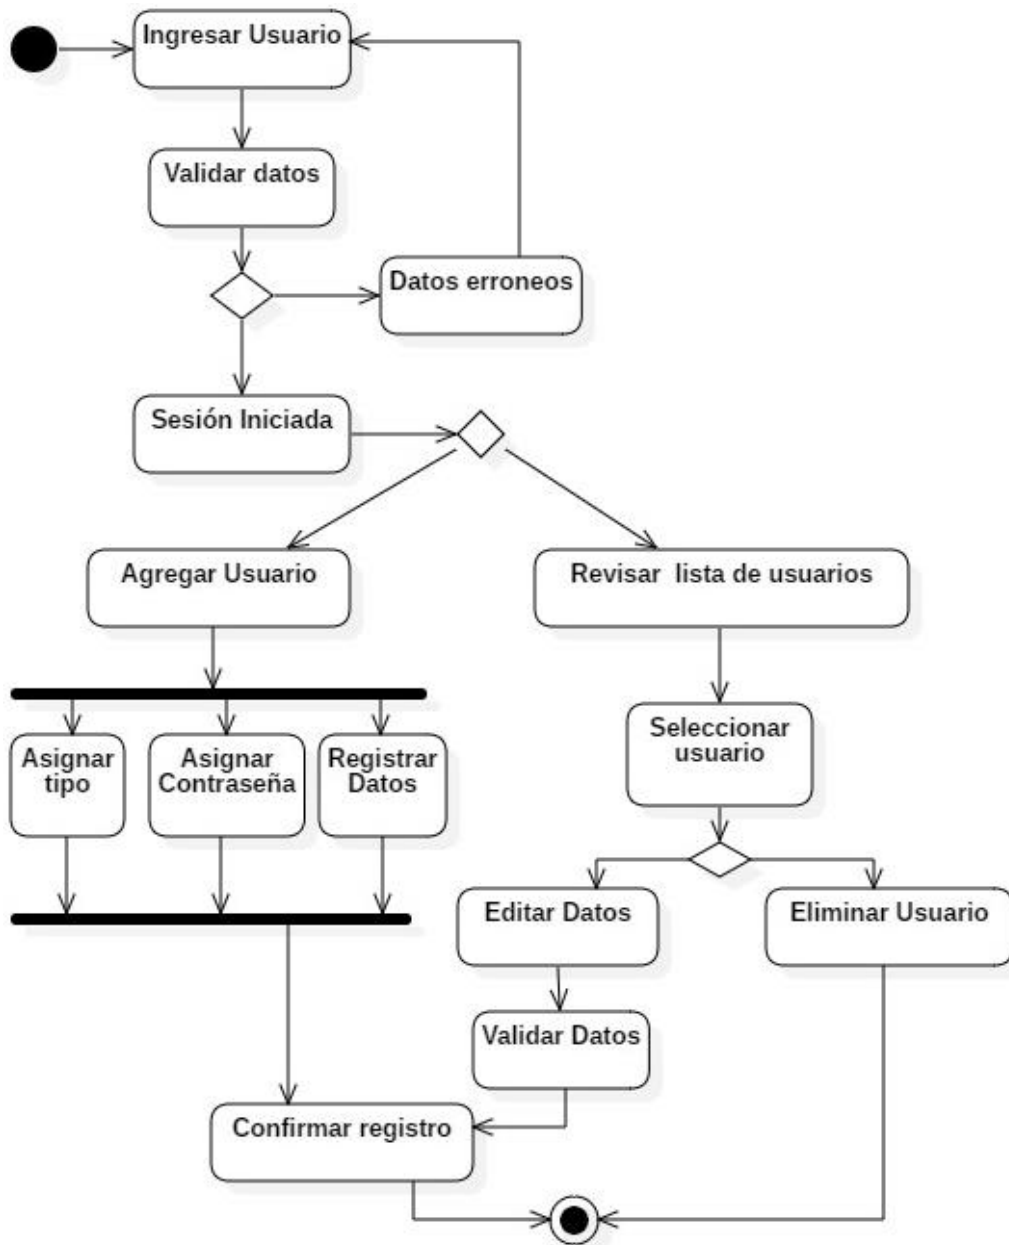 Ingresar Usuario
Validar datos
Datos erroneos
Sesión Iniciada
Agregar Usuario
Revisar lista de usuarios
Asignar
tipo
Asignar
Contraseña
Registrar
Datos
Seleccionar
usuario
Editar Datos
Eliminar Usuario
Validar Datos
Confirmar registro